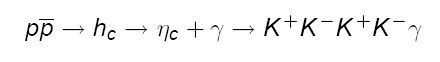 pp̅ → h_c → η_c + γ → K⁺K⁻K⁺K⁻γ